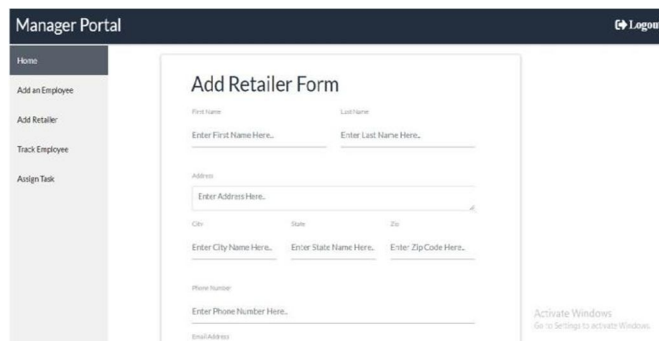 Manager Portal
Logout
Home
Add an Employee
Add Retailer
Track Employee
Assign Task
Add Retailer Form
First Name Last Name
Enter First Name Here.. Enter Last Name Here..
Address
Enter Address Here..
City State Zip
Enter City Name Here.. Enter State Name Here.. Enter Zip Code Here..
Phone Number
Enter Phone Number Here..
Email Address
Activate Windows
Go to Settings to activate Windows.